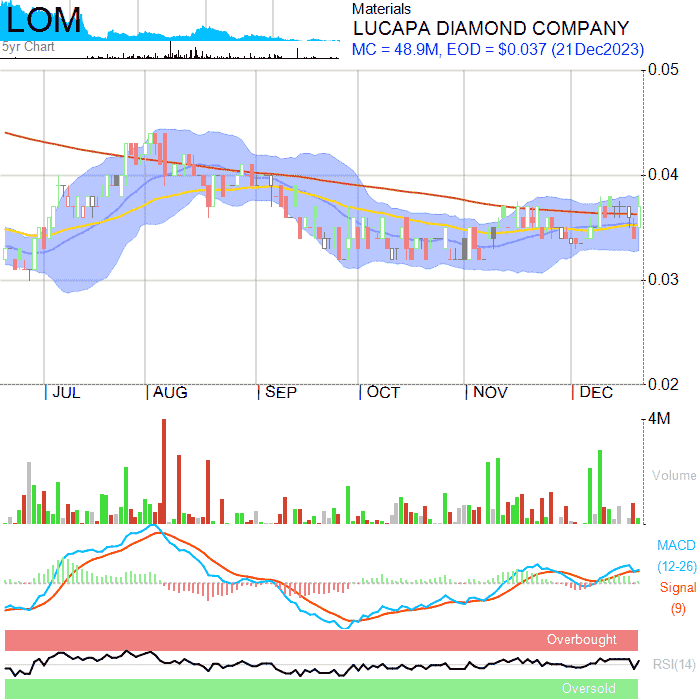 LOM
5yr Chart
Materials
LUCAPA DIAMOND COMPANY
MC = 48.9M, EOD = $0.037 (21Dec2023)
0.05
0.04
0.03
0.02
JUL AUG SEP OCT NOV DEC
4M
Volume
MACD
(12-26)
Signal
(9)
Overbought
RSI(14)
Oversold